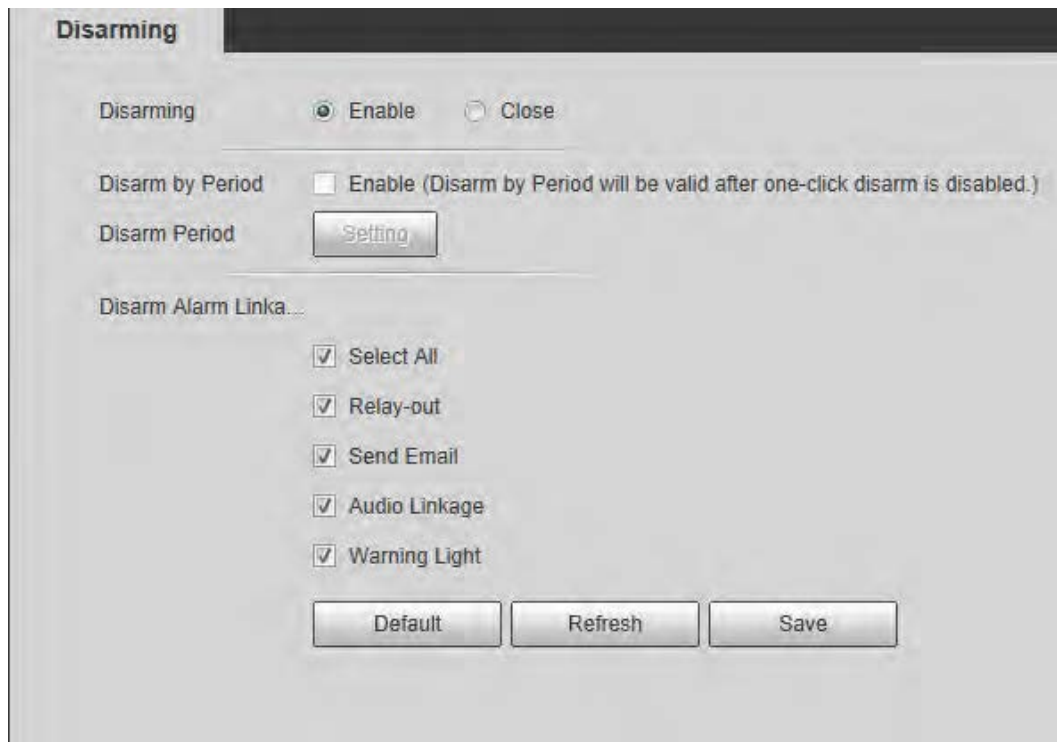 Disarming
Disarming Enable Close
Disarm by Period Enable (Disarm by Period will be valid after one-click disarm is disabled.)
Disarm Period Setting
Disarm Alarm Linka...
Select All
Relay-out
Send Email
Audio Linkage
Warning Light
Default Refresh Save